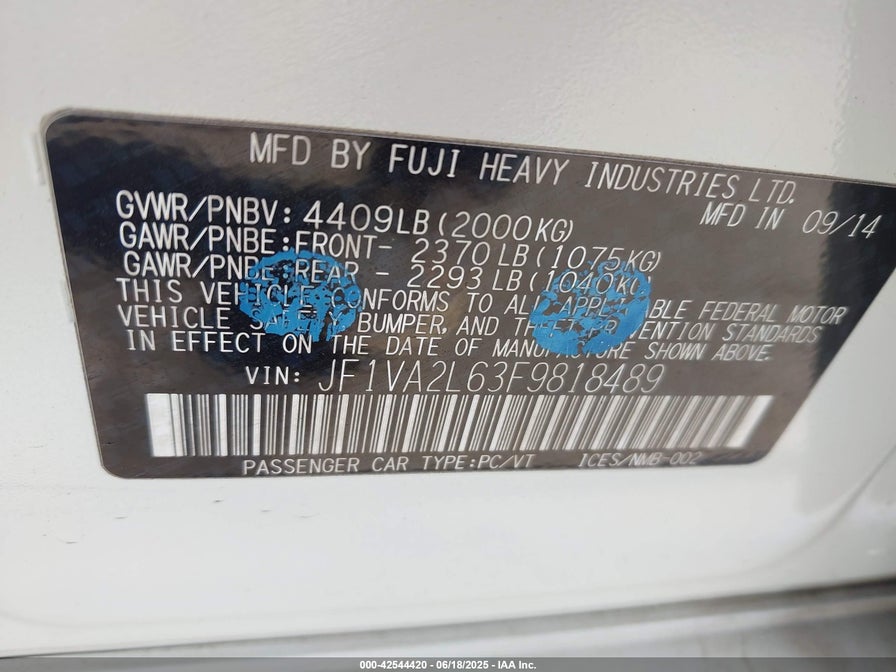 MFD BY FUJI HEAVY INDUSTRIES LTD.
MFD IN 09/14
GVWR/PNBV: 4409LB(2000KG)
GAWR/PNBE:FRONT- 2370LB(1075KG)
GAWR/PNBE:REAR - 2293LB(1040KG)
THIS VEHICLE CONFORMS TO ALL APPLICABLE FEDERAL MOTOR
VEHICLE SAFETY, BUMPER, AND THEFT PREVENTION STANDARDS
IN EFFECT ON THE DATE OF MANUFACTURE SHOWN ABOVE.
VIN: JF1VA2L63F9818489
PASSENGER CAR TYPE:PC/VT ICES/NMB-002
000-42544420 - 06/18/2025 - IAA Inc.